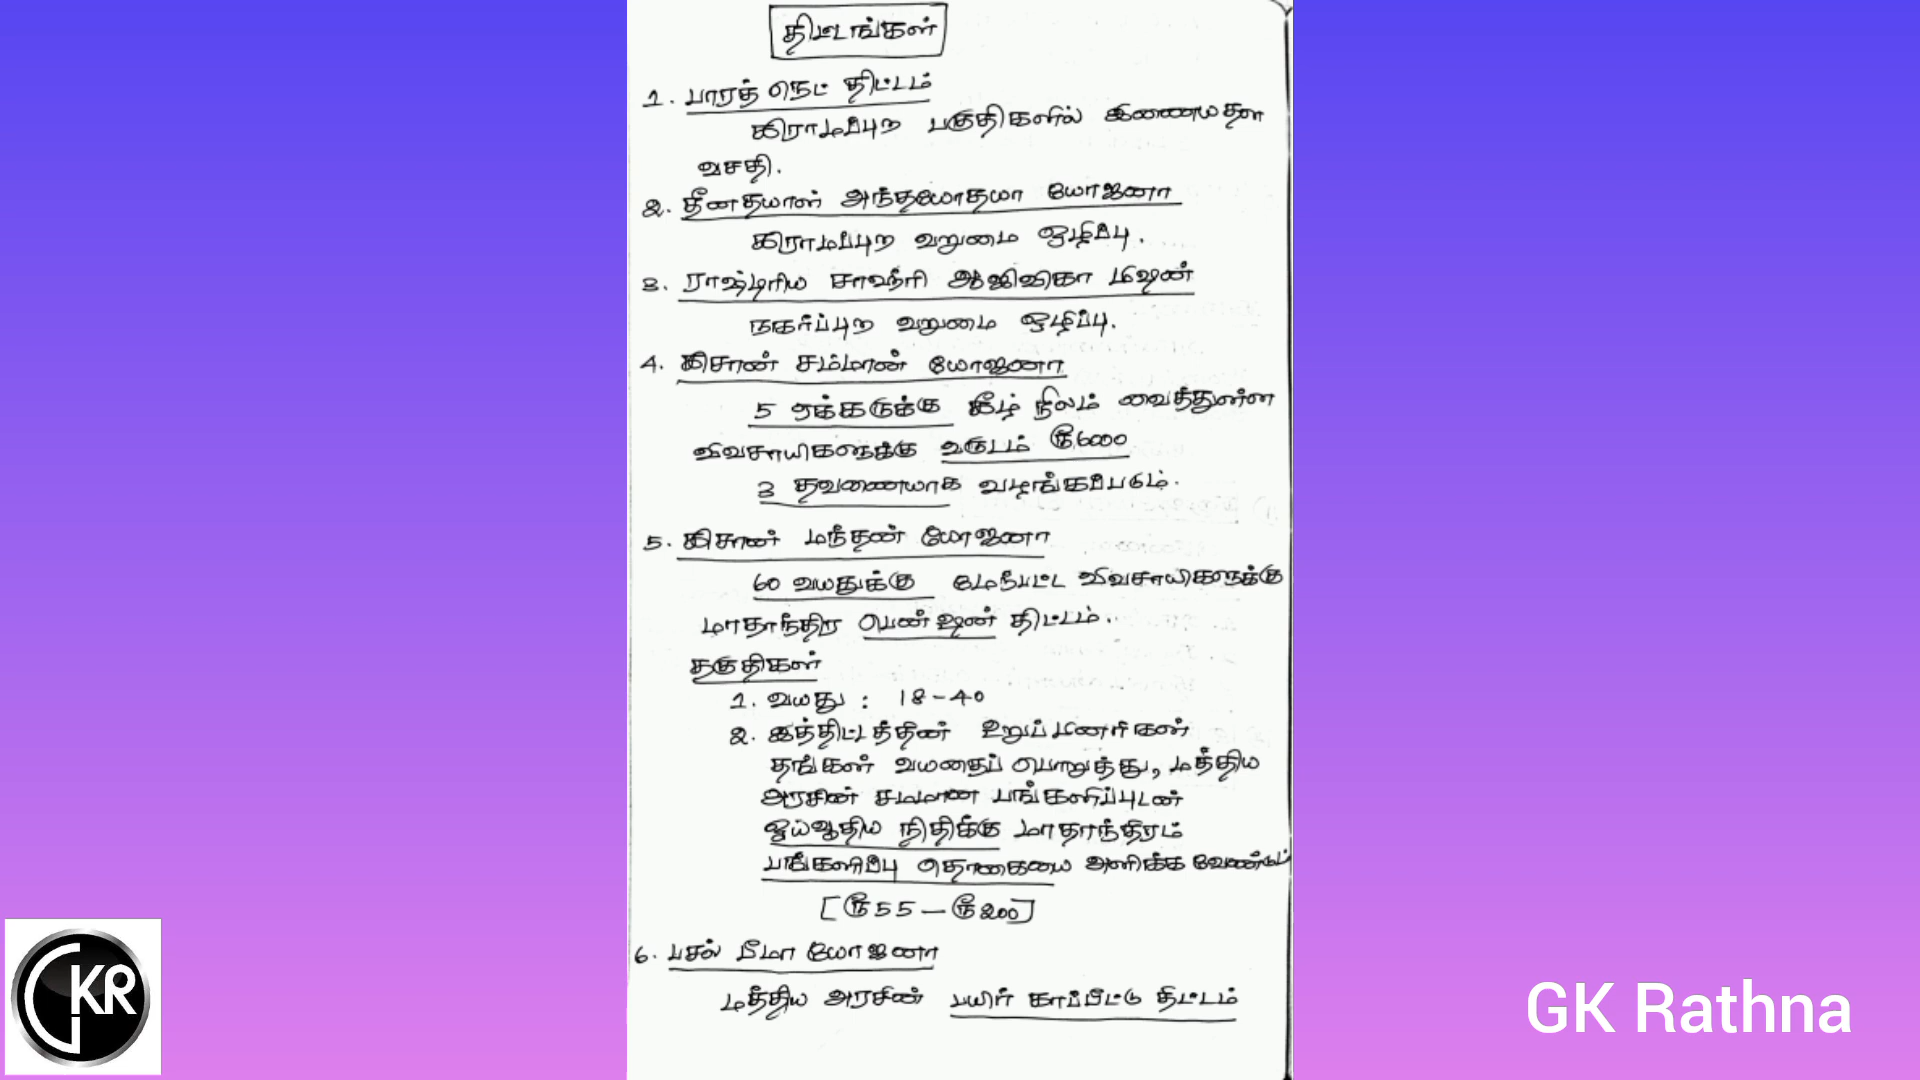 திட்டங்கள்
1. பாரத் நெட் திட்டம்
கிராமப்புற பகுதிகளில் இணையதள
வசதி.
2. தீனதயாள் அந்தயோதயா யோஜனா
கிராமப்புற வறுமை ஒழிப்பு.
3. ராஷ்டிரிய சாஹரி ஆஜிவிகா மிஷன்
நகர்ப்புற வறுமை ஒழிப்பு.
4. கிசான் சம்மான் யோஜனா
5 ஏக்கருக்கு கீழ் நிலம் வைத்துள்ள
விவசாயிகளுக்கு வருடம் ரூ6000
3 தவணையாக வழங்கப்படும்.
5. கிசான் மந்தன் யோஜனா
60 வயதுக்கு மேற்பட்ட விவசாயிகளுக்கு
மாதாந்திர பென்ஷன் திட்டம்.
தகுதிகள்
1. வயது : 18-40
2. இத்திட்டத்தின் உறுப்பினர்கள்
தங்கள் வயதைப் பொறுத்து, மத்திய
அரசின் சமமான பங்களிப்புடன்
ஓய்வூதிய நிதிக்கு மாதாந்திரம்
பங்களிப்பு தொகையை அளிக்க வேண்டும்
[ரூ55 – ரூ200]
6. பசல் பீமா யோஜனா
மத்திய அரசின் பயிர் காப்பீட்டு திட்டம்
GKR
GK Rathna